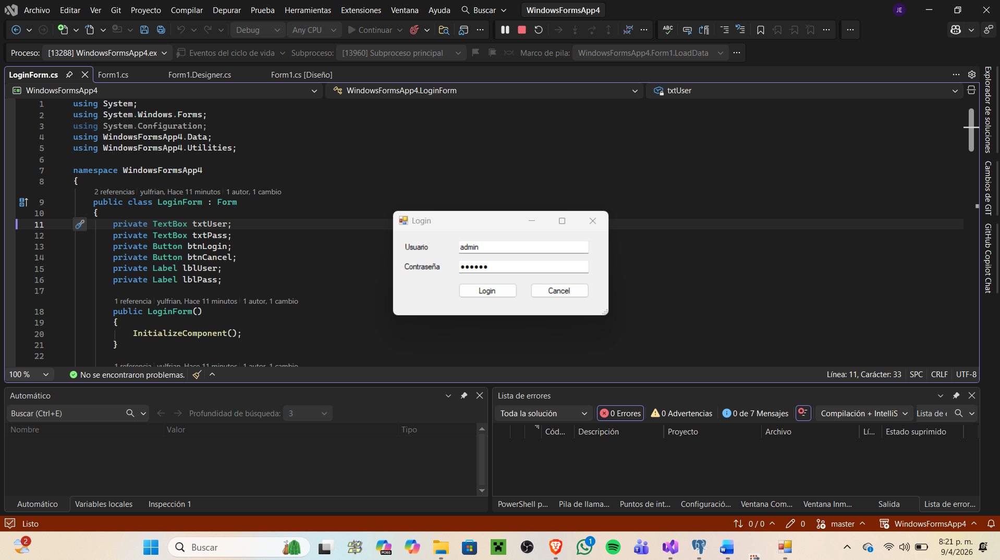 Archivo Editar Ver Git Proyecto Compilar Depurar Prueba Herramientas Extensiones Ventana Ayuda Buscar WindowsFormsApp4 JE
Debug Any CPU Continuar
Proceso: [13288] WindowsFormsApp4.ex Eventos del ciclo de vida Subproceso: [13960] Subproceso principal Marco de pila: WindowsFormsApp4.Form1.LoadData
LoginForm.cs Form1.cs Form1.Designer.cs Form1.cs [Diseño]
WindowsFormsApp4 WindowsFormsApp4.LoginForm txtUser
1 using System;
2 using System.Windows.Forms;
3 using System.Configuration;
4 using WindowsFormsApp4.Data;
5 using WindowsFormsApp4.Utilities;
6
7 namespace WindowsFormsApp4
8 {
2 referencias yulfrian, Hace 11 minutos 1 autor, 1 cambio
9 public class LoginForm : Form
10 {
11 private TextBox txtUser;
12 private TextBox txtPass;
13 private Button btnLogin;
14 private Button btnCancel;
15 private Label lblUser;
16 private Label lblPass;
17
1 referencia yulfrian, Hace 11 minutos 1 autor, 1 cambio
18 public LoginForm()
19 {
20 InitializeComponent();
21 }
22
1 referencia yulfrian, Hace 11 minutos 1 autor, 1 cambio
Login
Usuario admin
Contraseña ●●●●●●
Login Cancel
100 % No se encontraron problemas. Línea: 11, Carácter: 33 SPC CRLF UTF-8
Automático
Buscar (Ctrl+E) Profundidad de búsqueda: 3
Nombre Valor Tipo
Automático Variables locales Inspección 1
Lista de errores
Toda la solución 0 Errores 0 Advertencias 0 de 7 Mensajes Compilación + IntelliS Lista de e
Cód... Descripción Proyecto Archivo Lí... Estado suprimido
PowerShell p... Pila de llama... Puntos de int... Configuració... Ventana Com... Ventana Inm... Salida Lista de error...
Explorador de soluciones
Cambios de GIT
GitHub Copilot Chat
Listo 0 / 0 0 master WindowsFormsApp4
2 Buscar M365 1 8:21 p. m.
9/4/2026